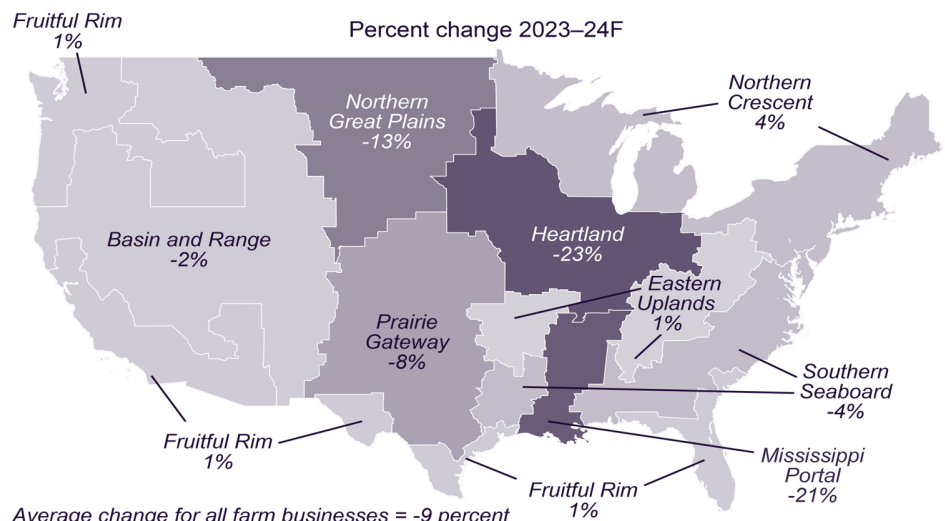 Fruitful Rim
1%
Percent change 2023–24F
Northern
Crescent
4%
Northern
Great Plains
-13%
Basin and Range
-2%
Heartland
-23%
Eastern
Uplands
1%
Prairie
Gateway
-8%
Southern
Seaboard
-4%
Fruitful Rim
1%
Mississippi
Portal
-21%
Fruitful Rim
1%
Average change for all farm businesses = -9 percent